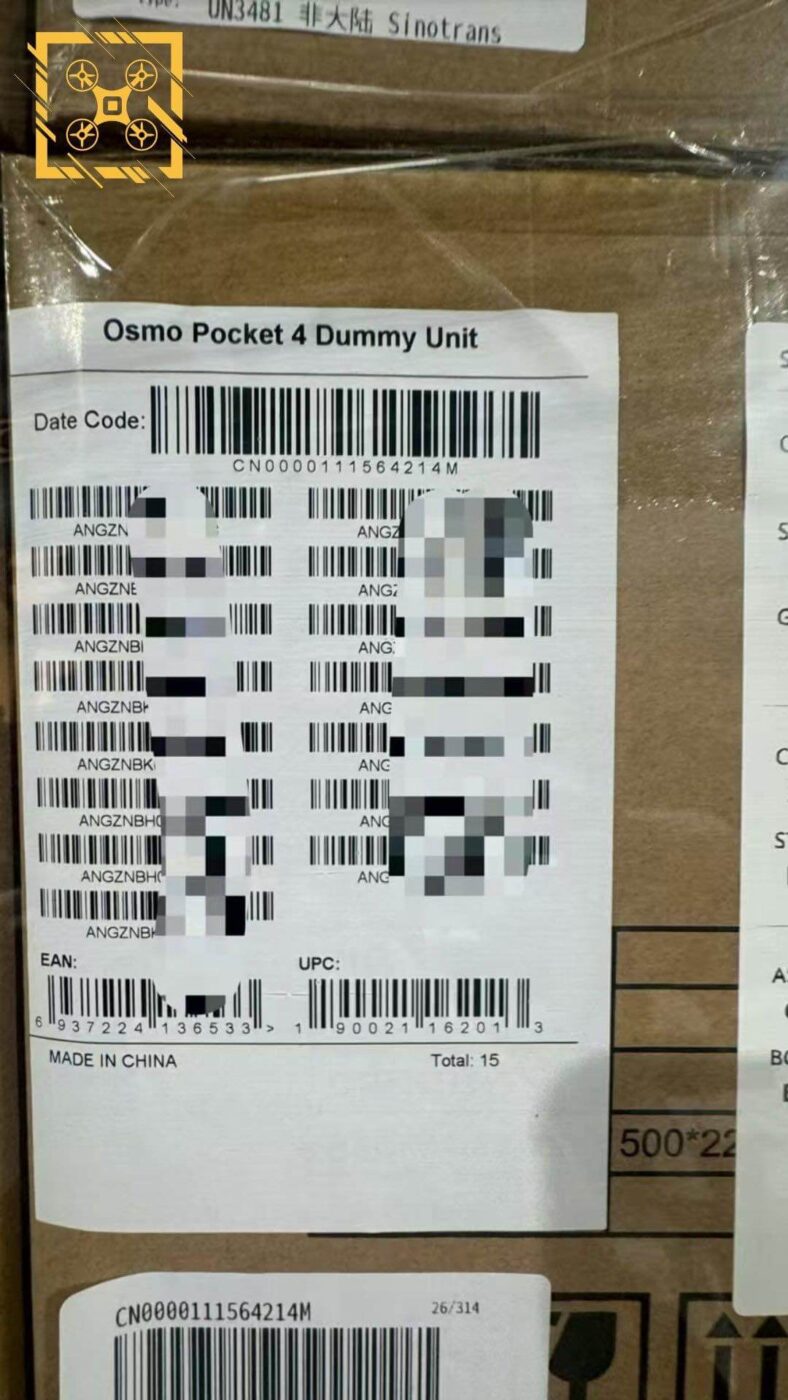 UN3481 非大陆 Sinotrans
Osmo Pocket 4 Dummy Unit
Date Code:
CN0000111564214M
ANGZN
ANGZ
ANGZNB
ANGZ
ANGZNB
ANG
ANGZNB
ANG
ANGZNBK
ANG
ANGZNBH
ANG
ANGZNBH
ANG
ANGZNB
EAN:
UPC:
6 937224 136533 >
1 90021 16201 3
MADE IN CHINA
Total: 15
500*22
CN0000111564214M
26/314